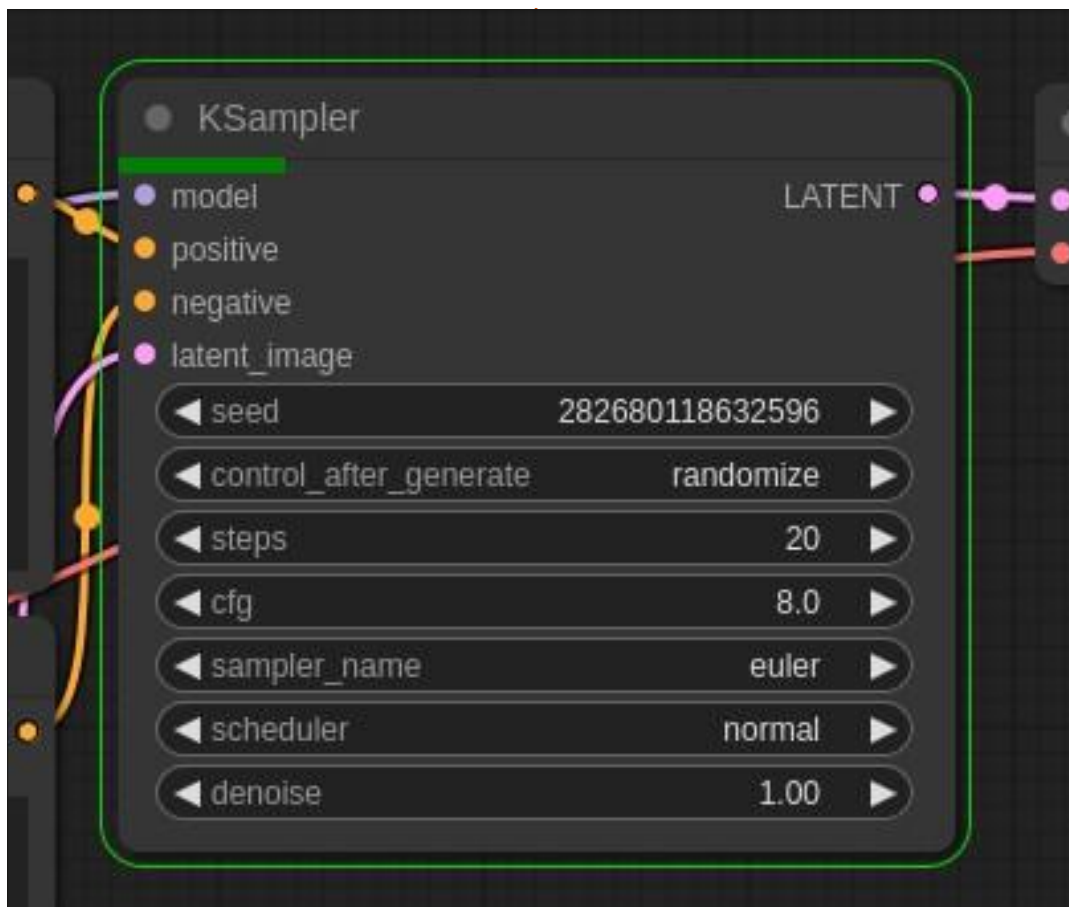 KSampler
model LATENT
positive
negative
latent_image
seed 282680118632596
control_after_generate randomize
steps 20
cfg 8.0
sampler_name euler
scheduler normal
denoise 1.00